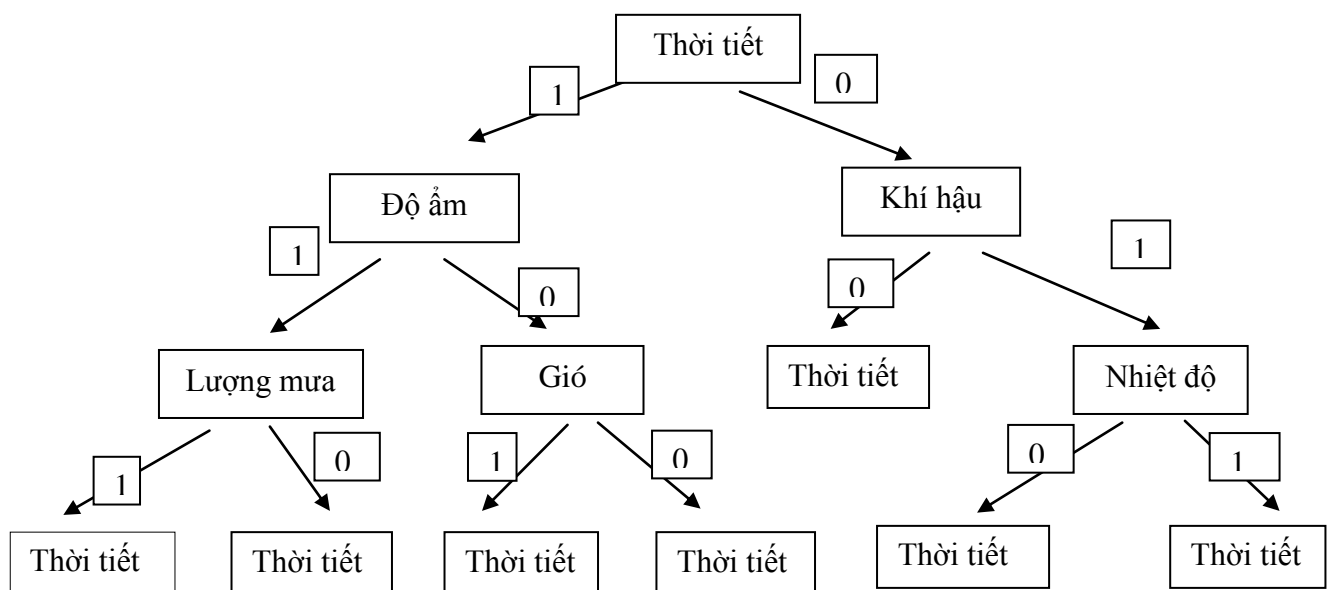 Thời tiết
1
0
Độ ẩm
Khí hậu
1
0
0
1
Lượng mưa
Gió
Thời tiết
Nhiệt độ
1
0
1
0
0
1
Thời tiết
Thời tiết
Thời tiết
Thời tiết
Thời tiết
Thời tiết